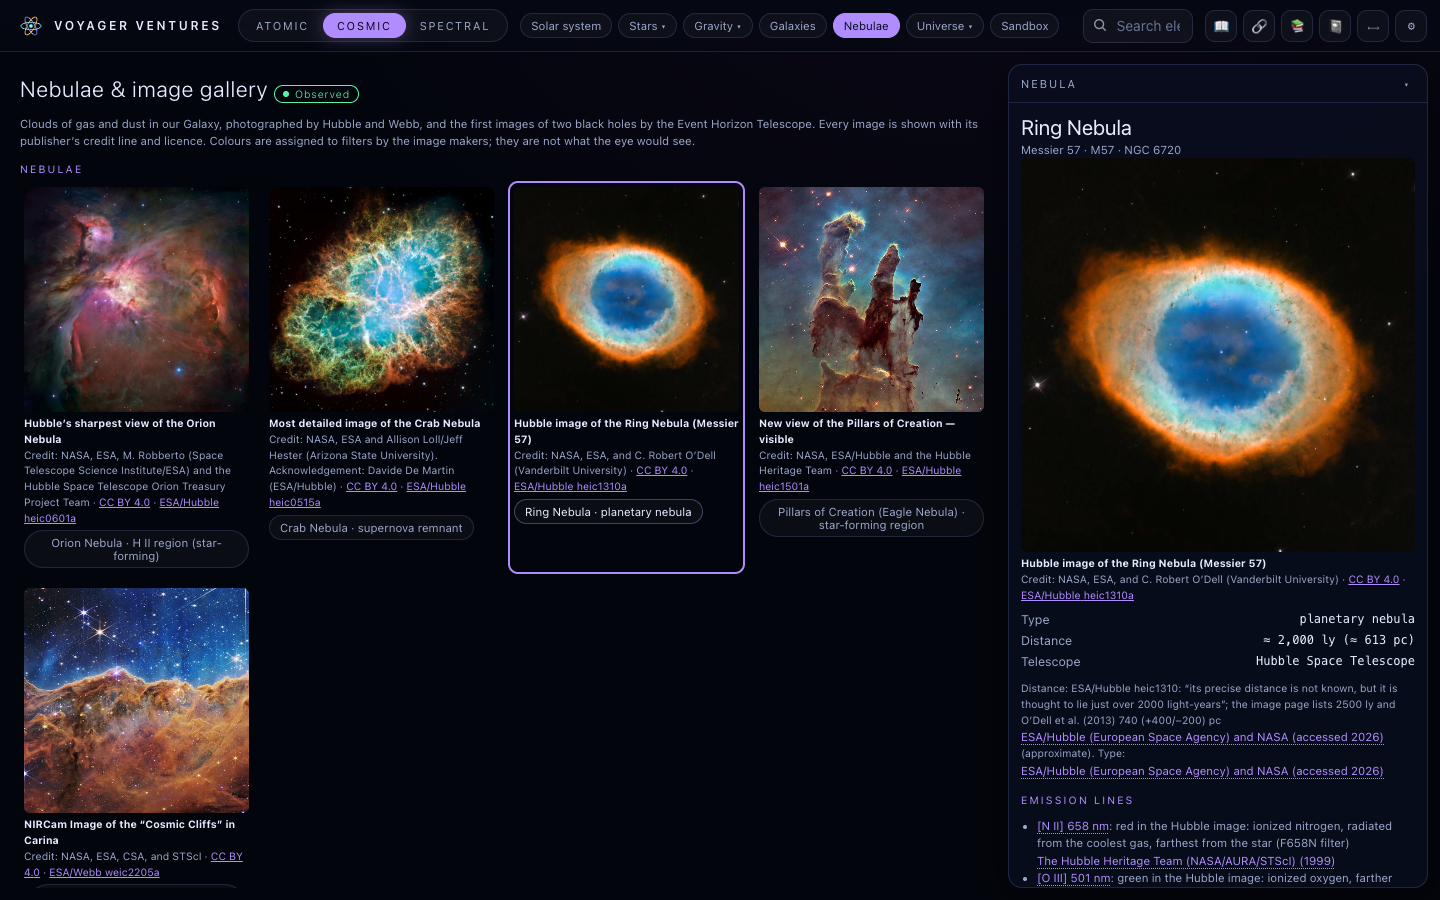 VOYAGER VENTURES
ATOMIC
COSMIC
SPECTRAL
Solar system
Stars ▾
Gravity ▾
Galaxies
Nebulae
Universe ▾
Sandbox
Nebulae & image gallery
Observed
Clouds of gas and dust in our Galaxy, photographed by Hubble and Webb, and the first images of two black holes by the Event Horizon Telescope. Every image is shown with its
publisher’s credit line and licence. Colours are assigned to filters by the image makers; they are not what the eye would see.
NEBULAE
Hubble’s sharpest view of the Orion
Nebula
Credit: NASA, ESA, M. Robberto (Space
Telescope Science Institute/ESA) and the
Hubble Space Telescope Orion Treasury
Project Team · CC BY 4.0 · ESA/Hubble
heic0601a
Orion Nebula · H II region (star-
forming)
Most detailed image of the Crab Nebula
Credit: NASA, ESA and Allison Loll/Jeff
Hester (Arizona State University).
Acknowledgement: Davide De Martin
(ESA/Hubble) · CC BY 4.0 · ESA/Hubble
heic0515a
Crab Nebula · supernova remnant
Hubble image of the Ring Nebula (Messier
57)
Credit: NASA, ESA, and C. Robert O’Dell
(Vanderbilt University) · CC BY 4.0 ·
ESA/Hubble heic1310a
Ring Nebula · planetary nebula
New view of the Pillars of Creation —
visible
Credit: NASA, ESA/Hubble and the Hubble
Heritage Team · CC BY 4.0 · ESA/Hubble
heic1501a
Pillars of Creation (Eagle Nebula) ·
star-forming region
NIRCam Image of the “Cosmic Cliffs” in
Carina
Credit: NASA, ESA, CSA, and STScI · CC BY
4.0 · ESA/Webb weic2205a
NEBULA
Ring Nebula
Messier 57 · M57 · NGC 6720
Hubble image of the Ring Nebula (Messier 57)
Credit: NASA, ESA, and C. Robert O’Dell (Vanderbilt University) · CC BY 4.0 ·
ESA/Hubble heic1310a
Type planetary nebula
Distance ≈ 2,000 ly (≈ 613 pc)
Telescope Hubble Space Telescope
Distance: ESA/Hubble heic1310: “its precise distance is not known, but it is
thought to lie just over 2000 light-years”; the image page lists 2500 ly and
O’Dell et al. (2013) 740 (+400/−200) pc
ESA/Hubble (European Space Agency) and NASA (accessed 2026)
(approximate). Type:
ESA/Hubble (European Space Agency) and NASA (accessed 2026)
EMISSION LINES
[N II] 658 nm: red in the Hubble image: ionized nitrogen, radiated
from the coolest gas, farthest from the star (F658N filter)
The Hubble Heritage Team (NASA/AURA/STScI) (1999)
[O III] 501 nm: green in the Hubble image: ionized oxygen, farther